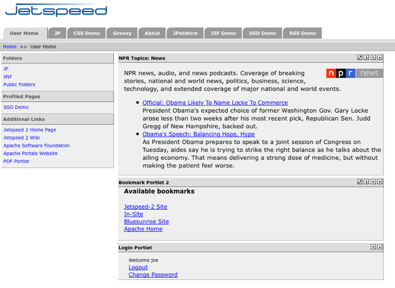 Jetspeed
User Home JP CSS Demo Groovy About JPetstore JSF Demo SSO Demo RSS Demo
Home >> User Home
Folders
JP
sfsf
Public Folders
Profiled Pages
SSO Demo
Additional Links
Jetspeed 2 Home Page
Jetspeed 2 Wiki
Apache Software Foundation
Apache Portals Website
PDF Portlet
NPR Topics: News
NPR news, audio, and news podcasts. Coverage of breaking
stories, national and world news, politics, business, science,
technology, and extended coverage of major national and world events.
n p r news
Official: Obama Likely To Name Locke To Commerce
President Obama's expected choice of former Washington Gov. Gary Locke
arose less than two weeks after his most recent pick, Republican Sen. Judd
Gregg of New Hampshire, backed out.
Obama's Speech: Balancing Hope, Hype
As President Obama prepares to speak to a joint session of Congress on
Tuesday, aides say he is trying to strike the right balance as he talks about the
ailing economy. That means delivering a strong dose of medicine, but without
making the patient feel worse.
Bookmark Portlet 2
Available bookmarks
Jetspeed-2 Site
In-Site
Bluesunrise Site
Apache Home
Login Portlet
Welcome joe
Logout
Change Password